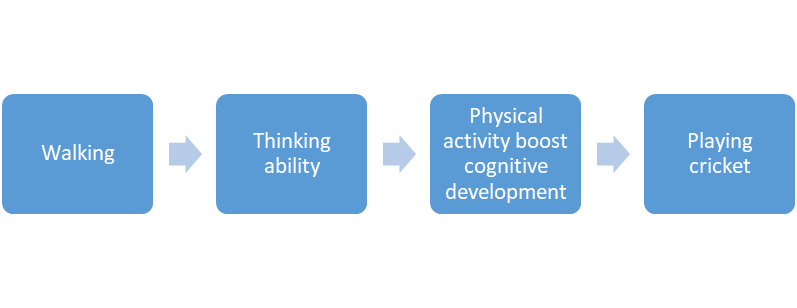 Walking
Thinking
ability
Physical
activity boost
cognitive
development
Playing
cricket